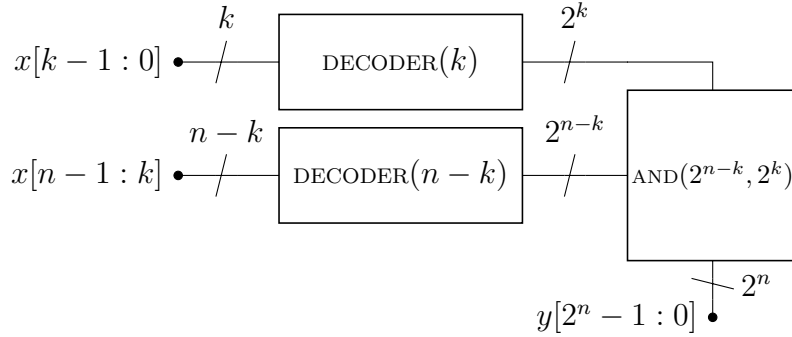 k
2^k
x[k − 1 : 0]
DECODER(k)
n − k
2^{n−k}
x[n − 1 : k]
DECODER(n − k)
AND(2^{n−k}, 2^k)
2^n
y[2^n − 1 : 0]